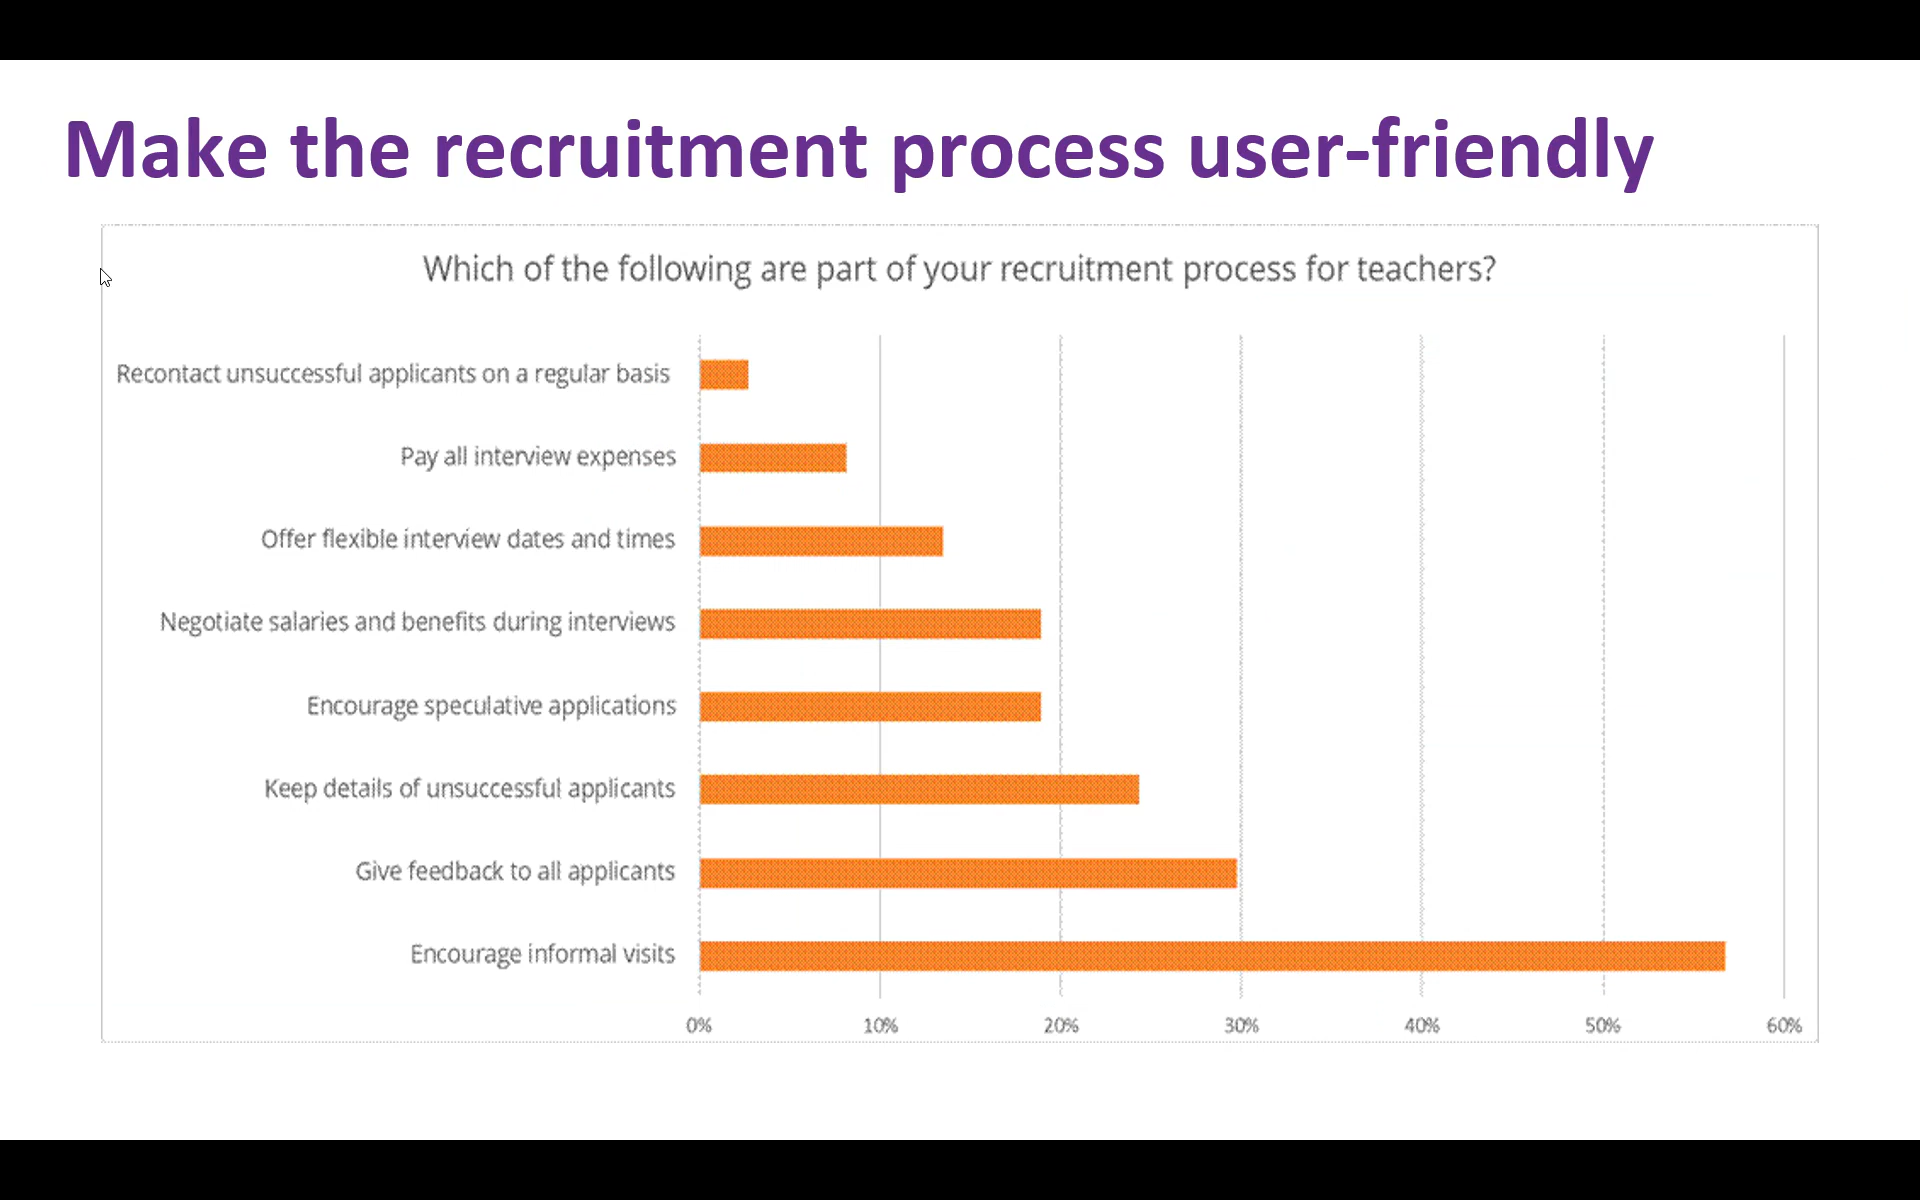 Make the recruitment process user-friendly
Which of the following are part of your recruitment process for teachers?
Recontact unsuccessful applicants on a regular basis
Pay all interview expenses
Offer flexible interview dates and times
Negotiate salaries and benefits during interviews
Encourage speculative applications
Keep details of unsuccessful applicants
Give feedback to all applicants
Encourage informal visits
0% 10% 20% 30% 40% 50% 60%